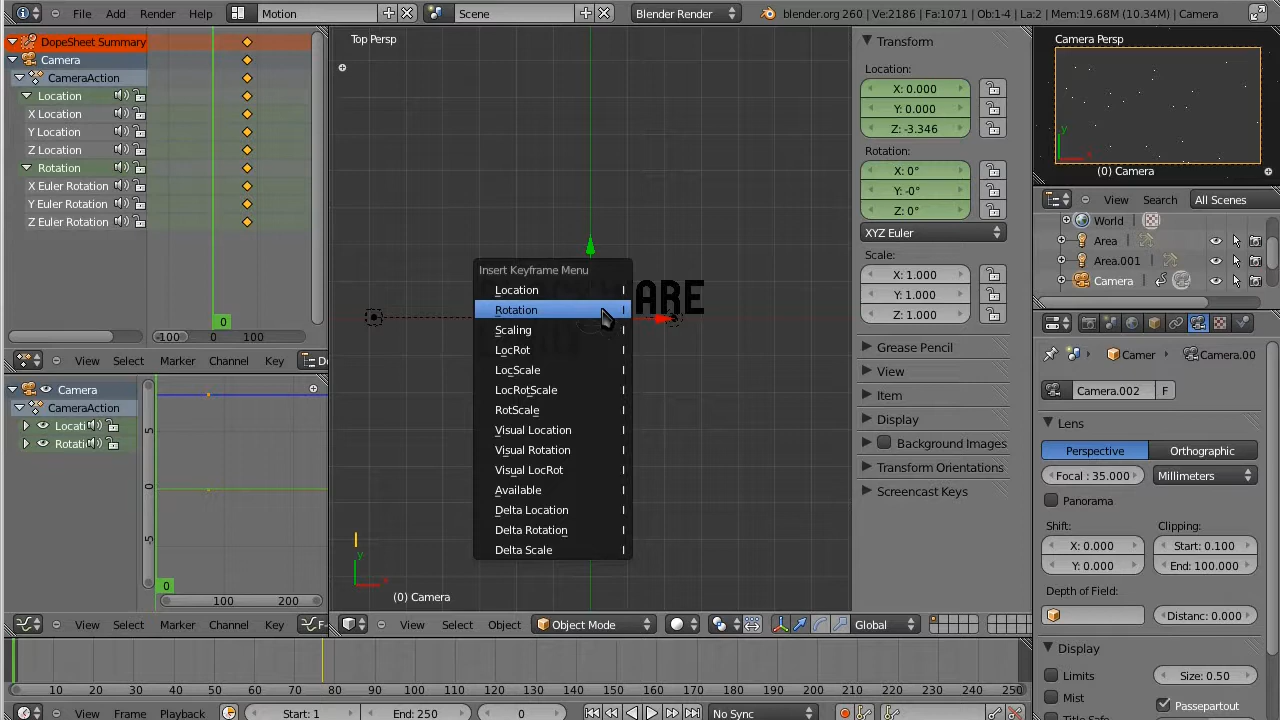 File Add Render Help Motion Scene Blender Render blender.org 260 | Ve:2186 | Fa:1071 | Ob:1-4 | La:2 | Mem:19.68M (10.34M) | Camera
DopeSheet Summary
Camera
CameraAction
Location
X Location
Y Location
Z Location
Rotation
X Euler Rotation
Y Euler Rotation
Z Euler Rotation
0
-100 0 100
View Select Marker Channel Key Do
Camera
CameraAction
Locati
Rotati
5
0
-5
0
100 200
View Select Marker Channel Key F-
Top Persp
ARE
Insert Keyframe Menu
Location I
Rotation I
Scaling I
LocRot I
LocScale I
LocRotScale I
RotScale I
Visual Location I
Visual Rotation I
Visual LocRot I
Available I
Delta Location I
Delta Rotation I
Delta Scale I
y
x
(0) Camera
View Select Object Object Mode Global
Transform
Location:
X: 0.000
Y: 0.000
Z: -3.346
Rotation:
X: 0°
Y: -0°
Z: 0°
XYZ Euler
Scale:
X: 1.000
Y: 1.000
Z: 1.000
Grease Pencil
View
Item
Display
Background Images
Transform Orientations
Screencast Keys
Camera Persp
y
x
(0) Camera
View Search All Scenes
World
Area
Area.001
Camera
Camer Camera.00
Camera.002 F
Lens
Perspective Orthographic
Focal : 35.000 Millimeters
Panorama
Shift: Clipping:
X: 0.000 Start: 0.100
Y: 0.000 End: 100.000
Depth of Field:
Distanc: 0.000
Display
Limits Size: 0.50
Mist Passepartout
10 20 30 40 50 60 70 80 90 100 110 120 130 140 150 160 170 180 190 200 210 220 230 240 250
View Frame Playback Start: 1 End: 250 0 No Sync